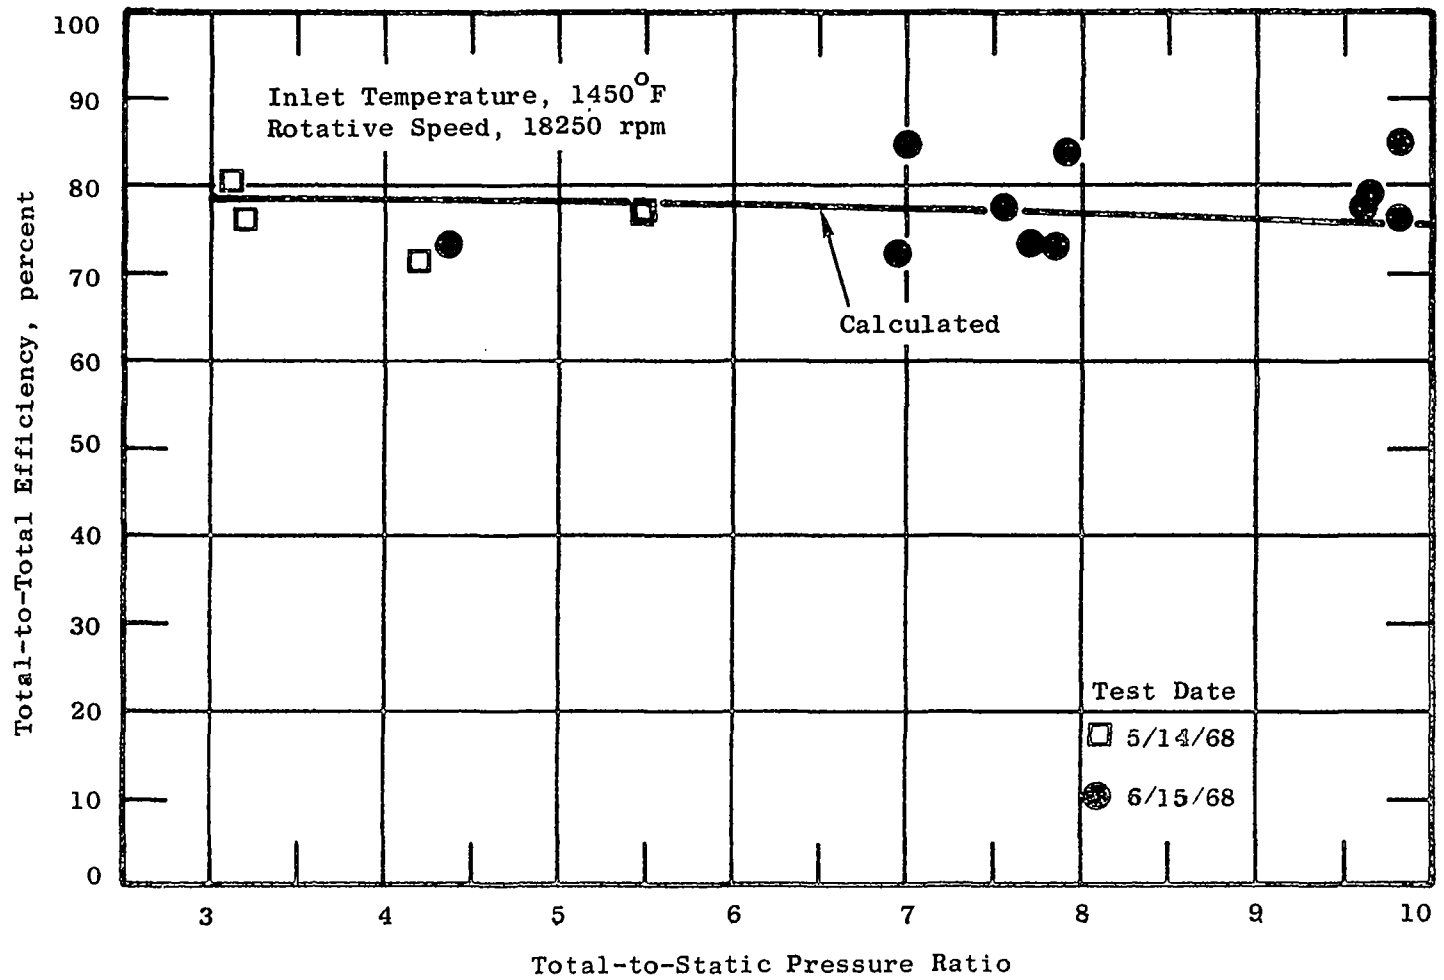 100
90
80
70
60
50
40
30
20
10
0
Total-to-Total Efficiency, percent
Inlet Temperature, 1450°F
Rotative Speed, 18250 rpm
Calculated
Test Date
5/14/68
6/15/68
3 4 5 6 7 8 9 10
Total-to-Static Pressure Ratio